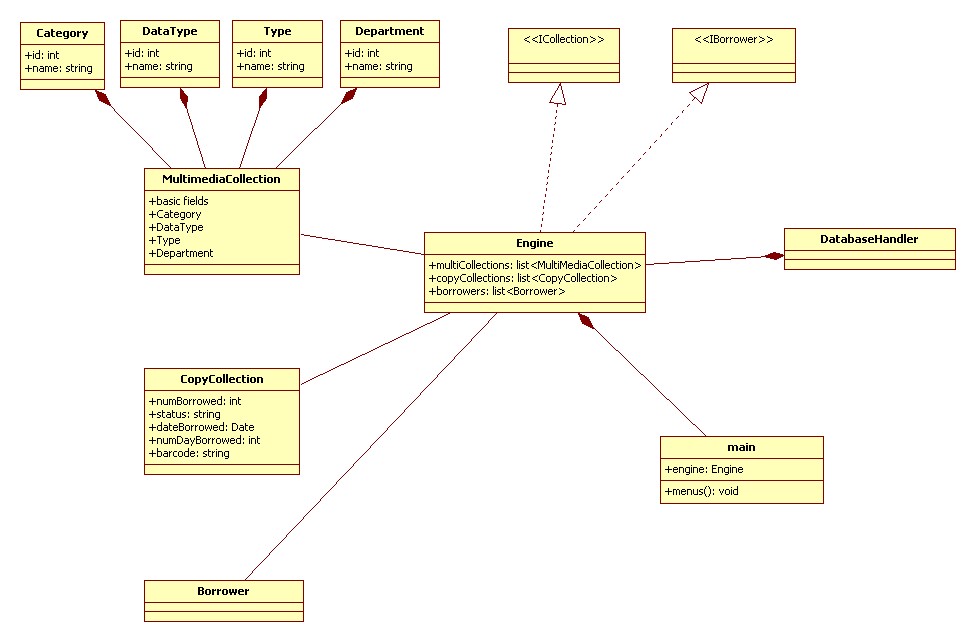 Category
+id: int
+name: string
DataType
+id: int
+name: string
Type
+id: int
+name: string
Department
+id: int
+name: string
<<ICollection>>
<<IBorrower>>
MultimediaCollection
+basic fields
+Category
+DataType
+Type
+Department
Engine
+multiCollections: list<MultiMediaCollection>
+copyCollections: list<CopyCollection>
+borrowers: list<Borrower>
DatabaseHandler
CopyCollection
+numBorrowed: int
+status: string
+dateBorrowed: Date
+numDayBorrowed: int
+barcode: string
main
+engine: Engine
+menus(): void
Borrower